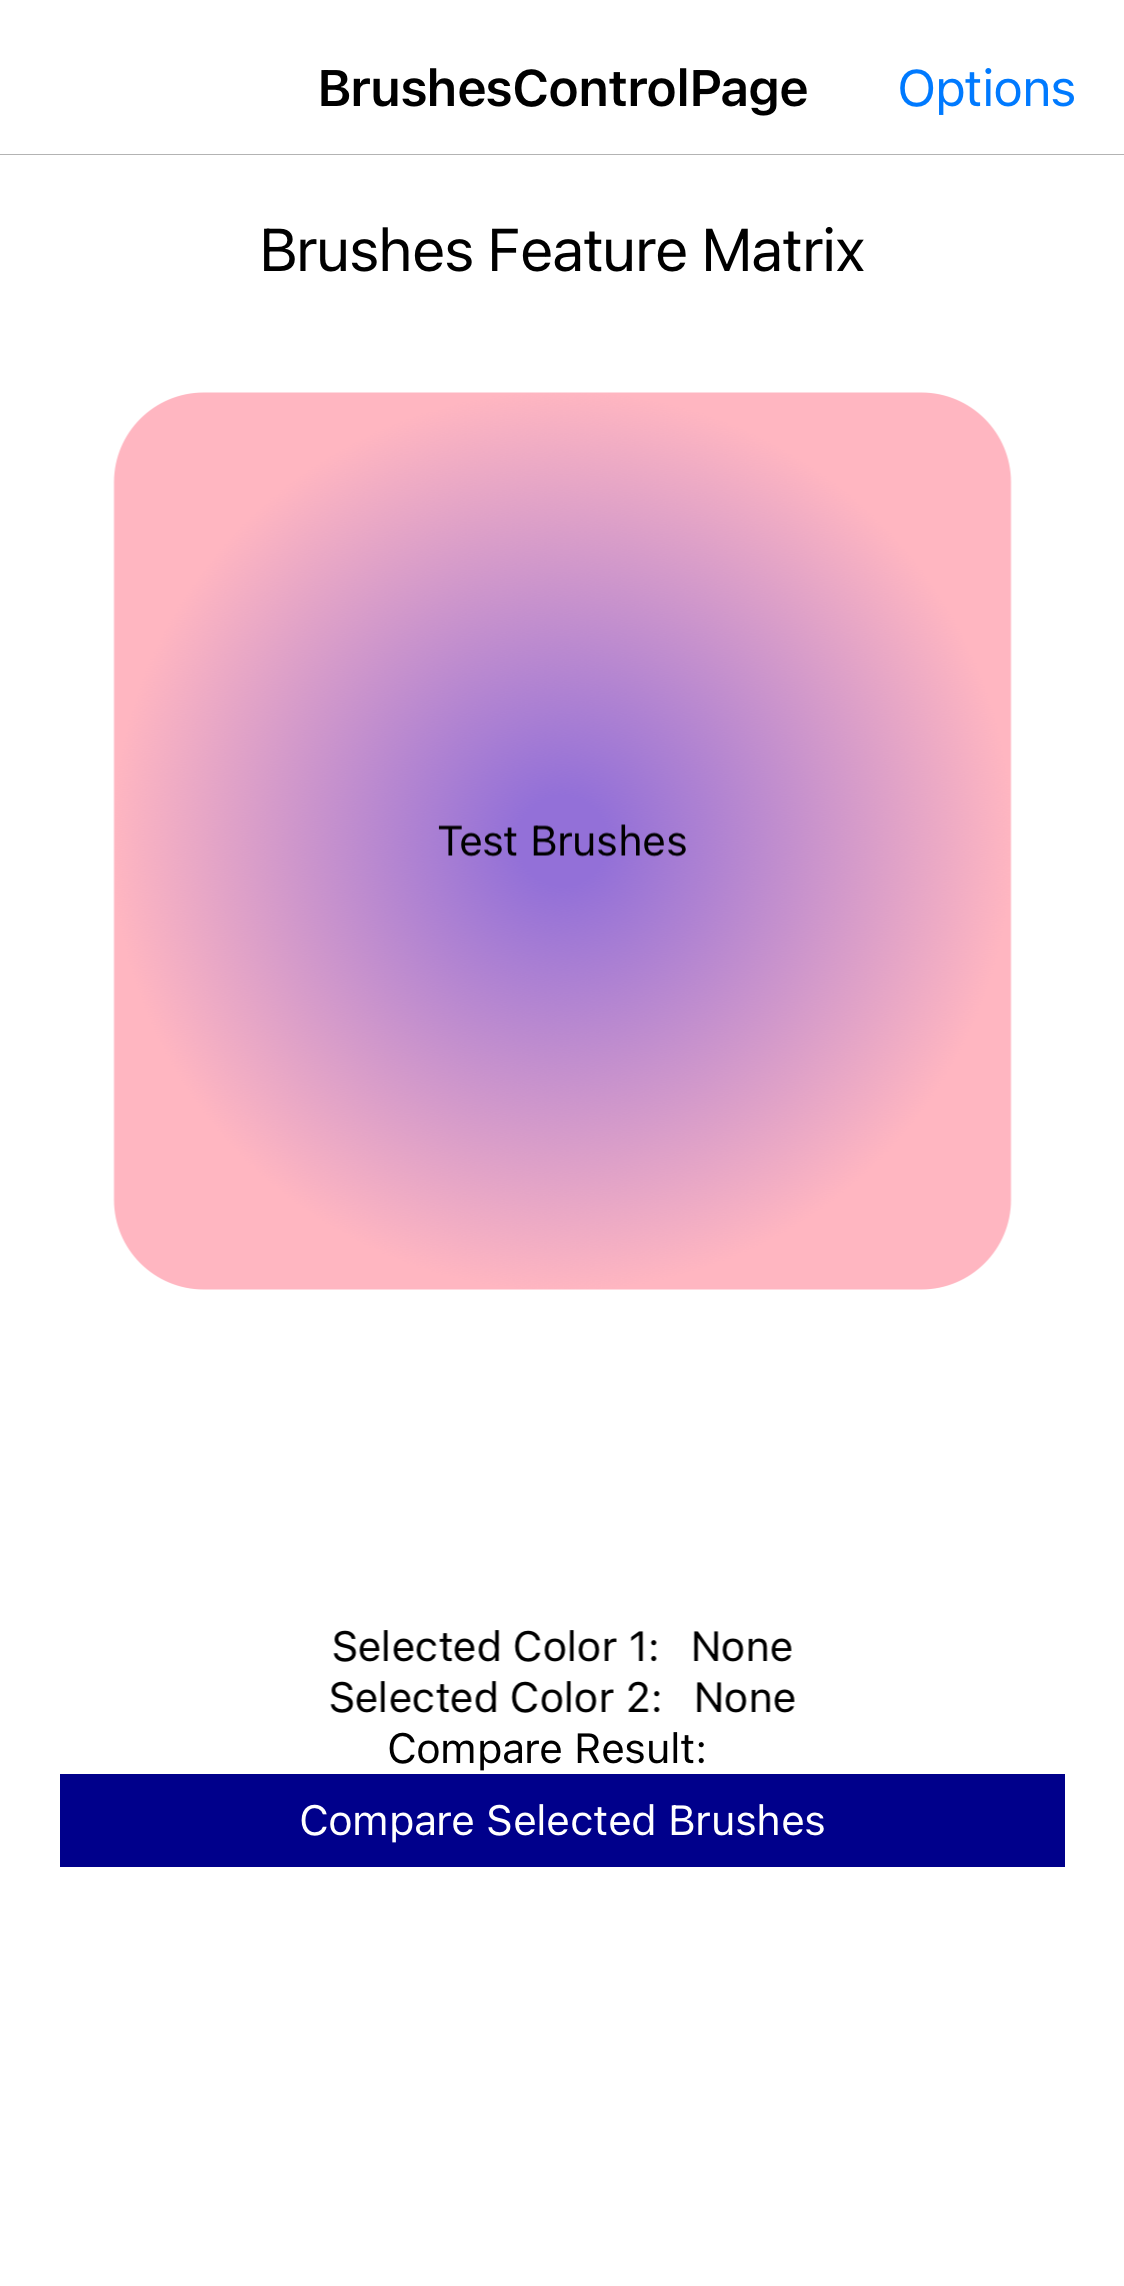 BrushesControlPage Options
Brushes Feature Matrix
Test Brushes
Selected Color 1: None
Selected Color 2: None
Compare Result:
Compare Selected Brushes